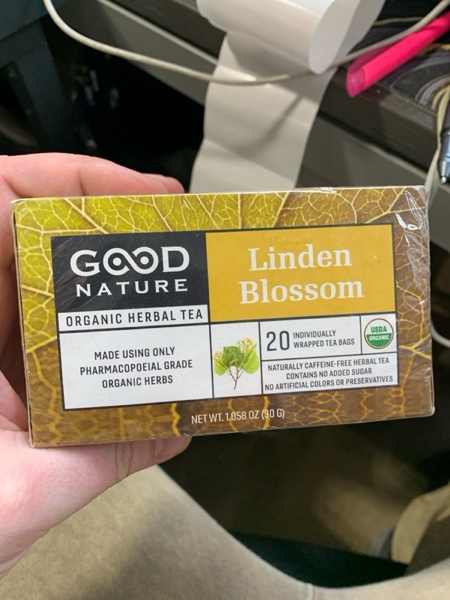 GOOD
NATURE
ORGANIC HERBAL TEA
MADE USING ONLY
PHARMACOPOEIAL GRADE
ORGANIC HERBS
Linden
Blossom
20 INDIVIDUALLY
WRAPPED TEA BAGS
USDA
ORGANIC
NATURALLY CAFFEINE-FREE HERBAL TEA
CONTAINS NO ADDED SUGAR
NO ARTIFICIAL COLORS OR PRESERVATIVES
NET WT. 1.058 OZ (30 G)